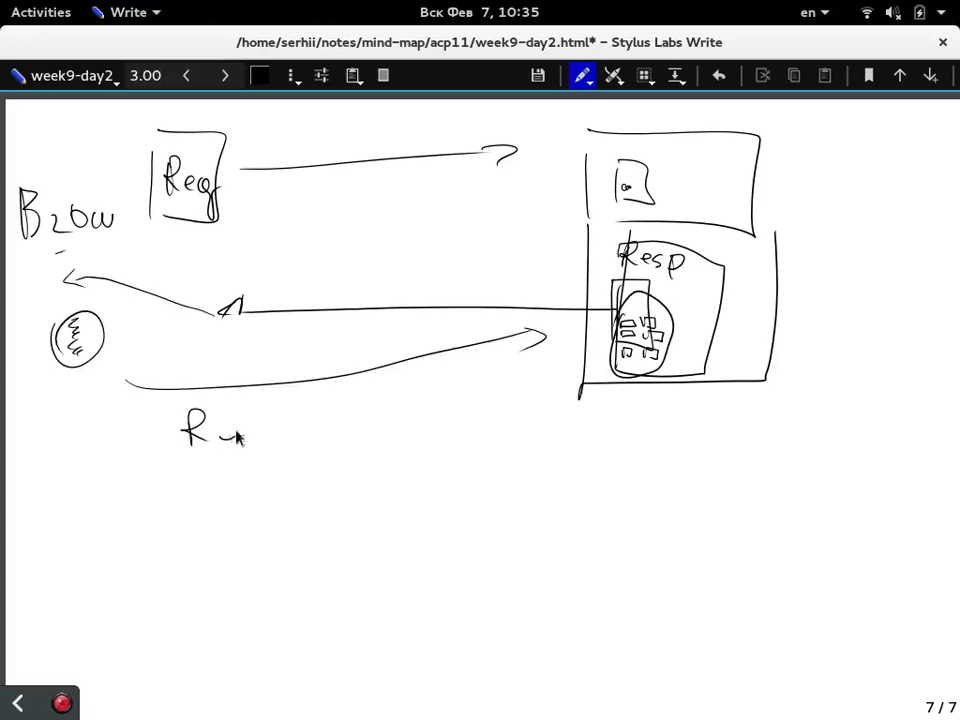 Activities Write Вск Фев 7, 10:35 en
/home/serhii/notes/mind-map/acp11/week9-day2.html* – Stylus Labs Write
week9-day2 3.00
Req
Brow
Resp
R
7 / 7